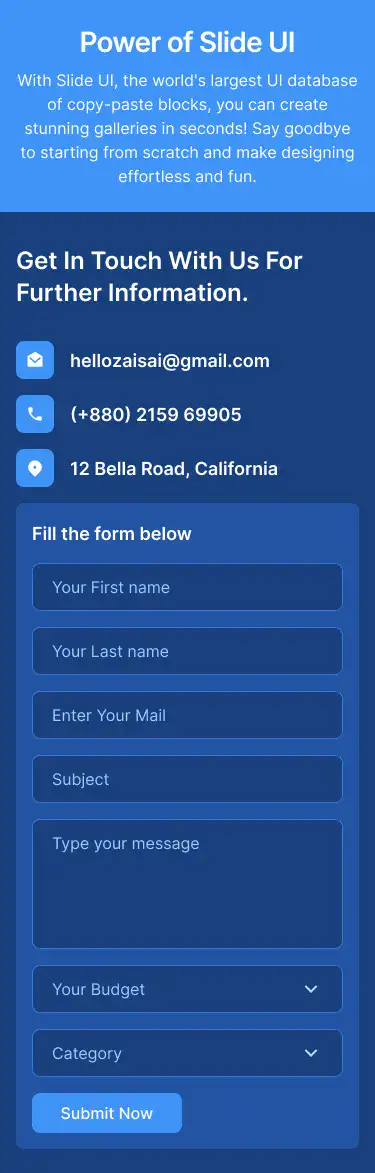 Power of Slide UI
With Slide UI, the world's largest UI database
of copy-paste blocks, you can create
stunning galleries in seconds! Say goodbye
to starting from scratch and make designing
effortless and fun.
Get In Touch With Us For
Further Information.
hellozaisai@gmail.com
(+880) 2159 69905
12 Bella Road, California
Fill the form below
Your First name
Your Last name
Enter Your Mail
Subject
Type your message
Your Budget
Category
Submit Now